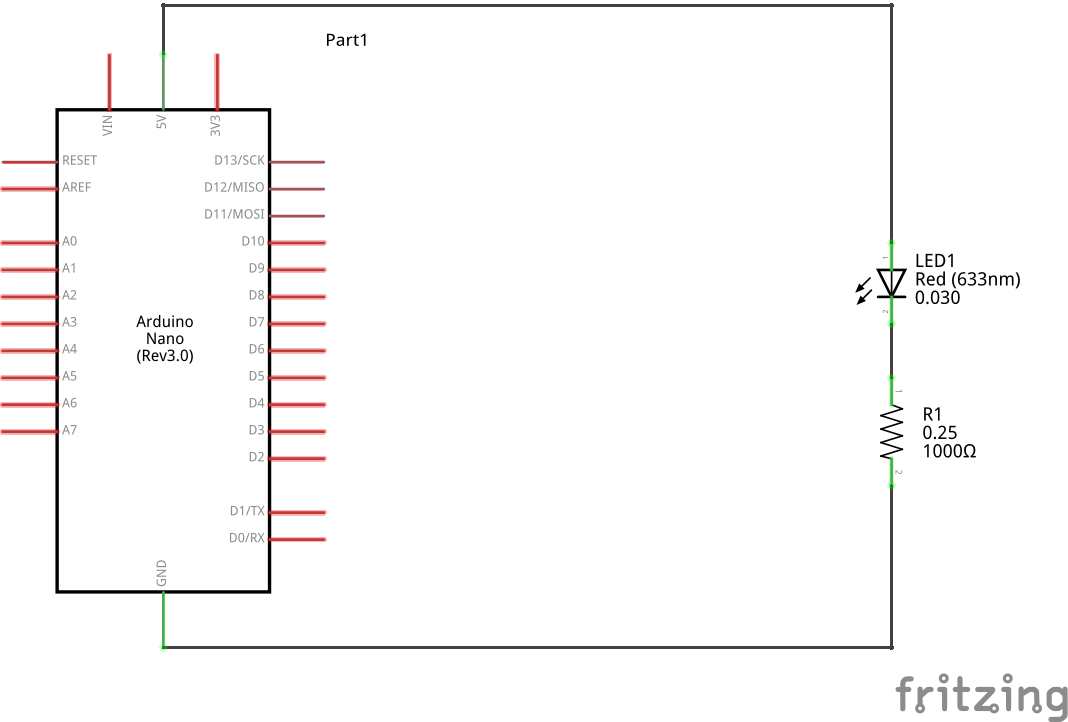 Part1
VIN
5V
3V3
RESET
AREF
A0
A1
A2
A3
A4
A5
A6
A7
D13/SCK
D12/MISO
D11/MOSI
D10
D9
D8
D7
D6
D5
D4
D3
D2
D1/TX
D0/RX
Arduino
Nano
(Rev3.0)
GND
1
2
LED1
Red (633nm)
0.030
1
2
R1
0.25
1000Ω
fritzing